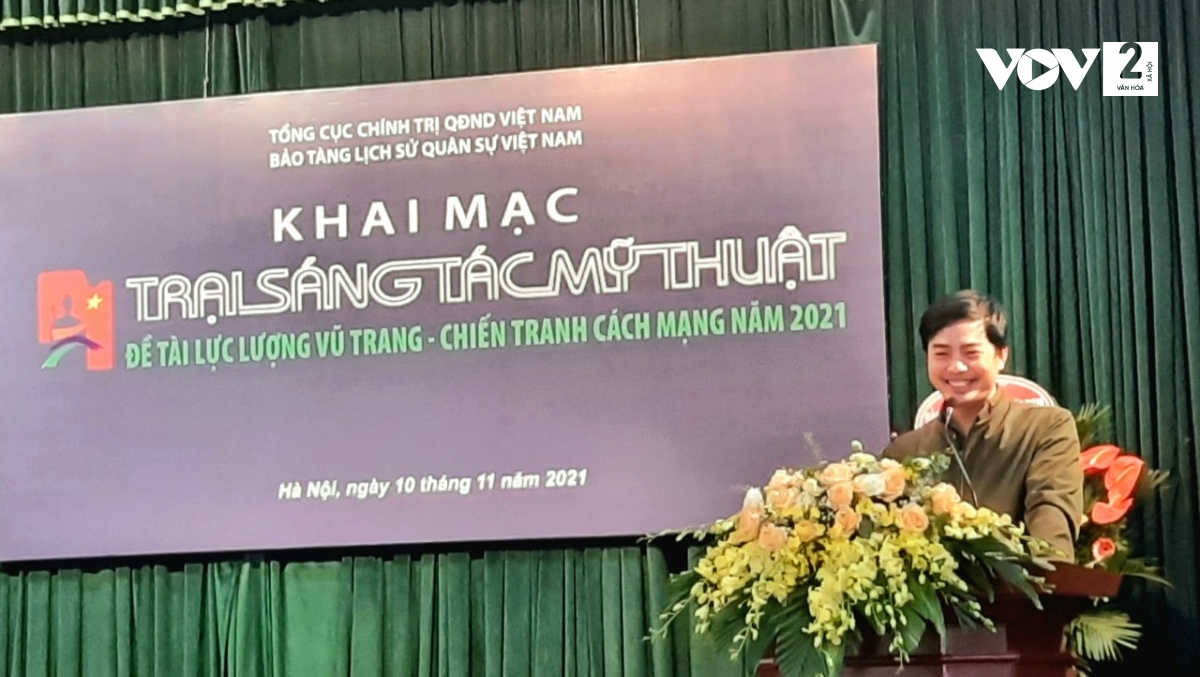 VOV2
VĂN HÓA
XÃ HỘI
TỔNG CỤC CHÍNH TRỊ QĐND VIỆT NAM
BẢO TÀNG LỊCH SỬ QUÂN SỰ VIỆT NAM
KHAI MẠC
TRẠI SÁNG TÁC MỸ THUẬT
ĐỀ TÀI LỰC LƯỢNG VŨ TRANG - CHIẾN TRANH CÁCH MẠNG NĂM 2021
Hà Nội, ngày 10 tháng 11 năm 2021